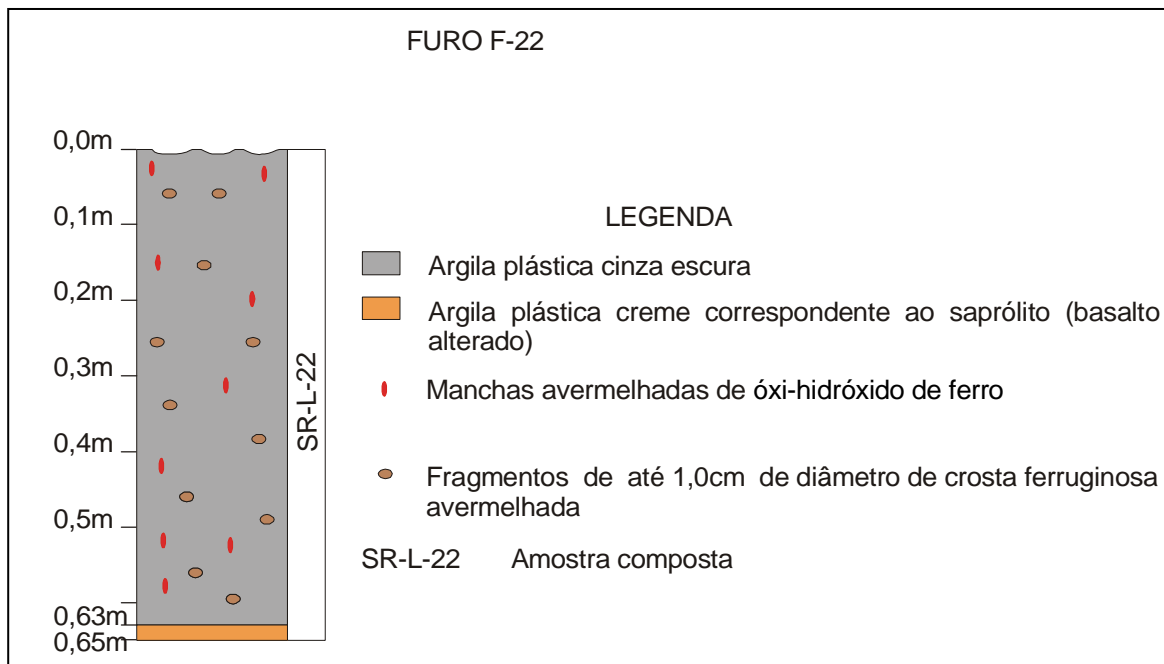 FURO F-22
0,0m
0,1m
0,2m
0,3m
0,4m
0,5m
0,63m
0,65m
SR-L-22
LEGENDA
Argila plástica cinza escura
Argila plástica creme correspondente ao saprólito (basalto
alterado)
Manchas avermelhadas de óxi-hidróxido de ferro
Fragmentos de até 1,0cm de diâmetro de crosta ferruginosa
avermelhada
SR-L-22 Amostra composta